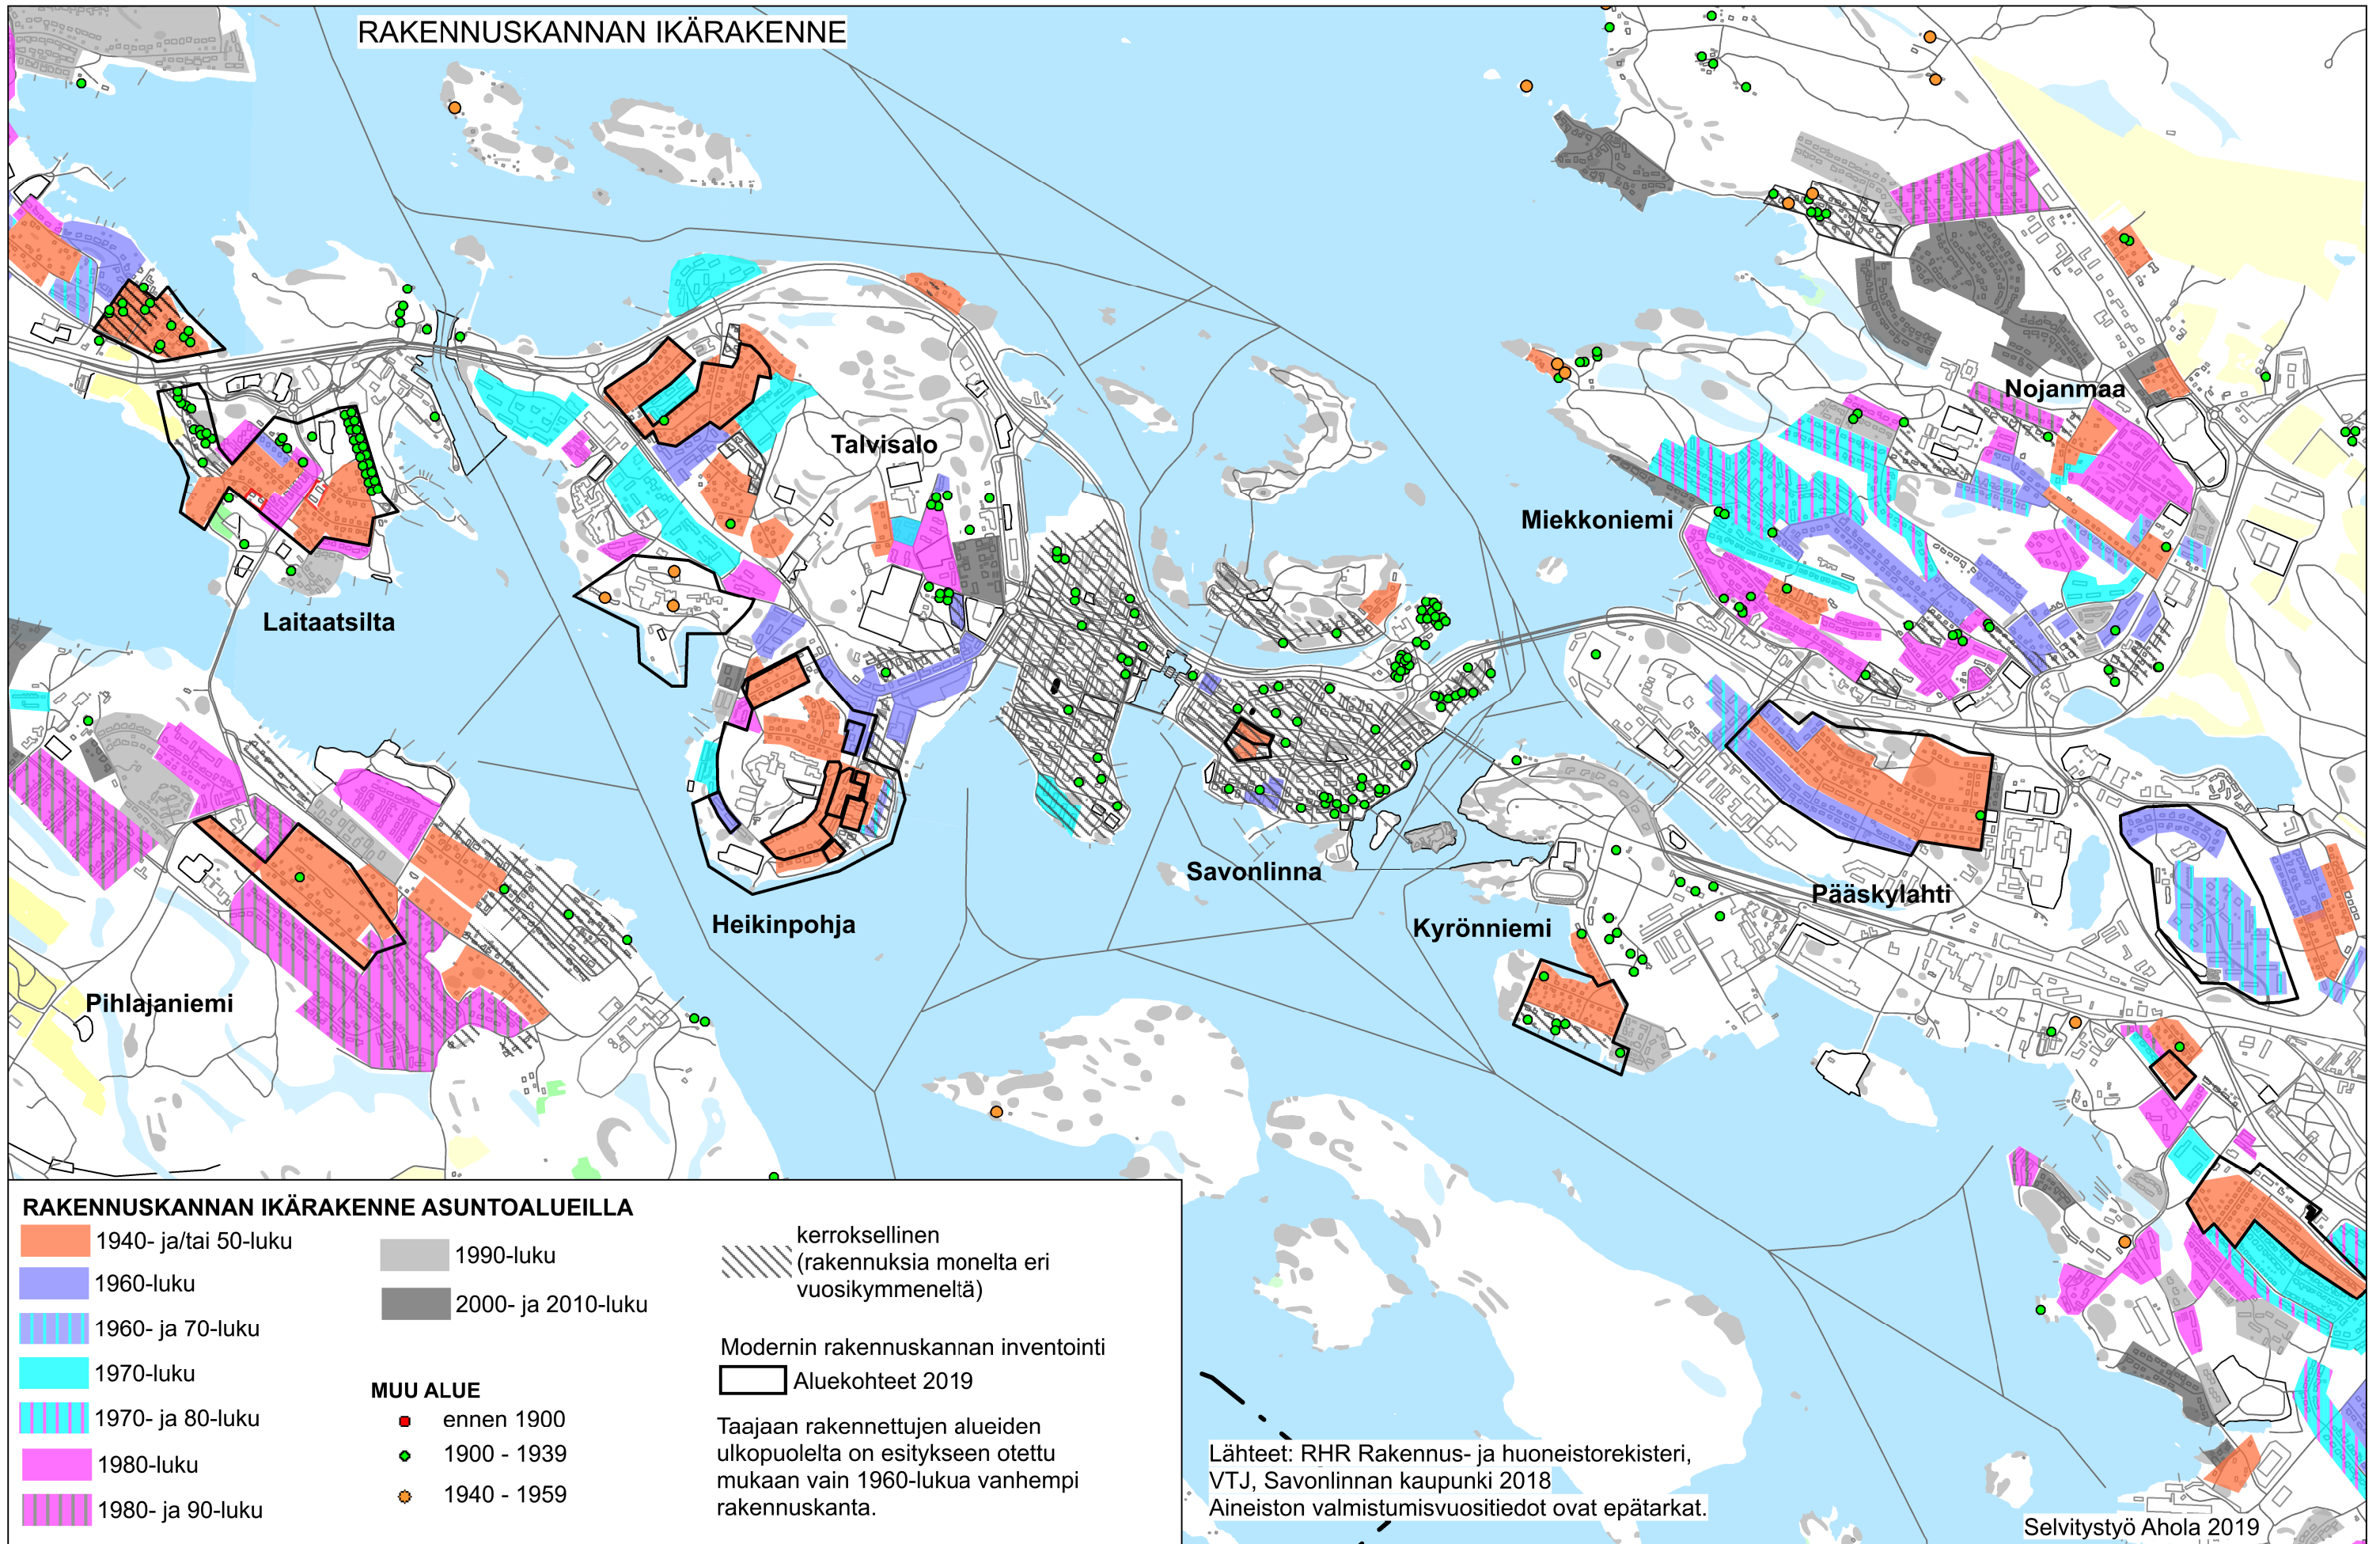 RAKENNUSKANNAN IKÄRAKENNE
Nojanmaa
Talvisalo
Miekkoniemi
Laitaatsilta
Savonlinna
Pääskylahti
Heikinpohja
Kyrönniemi
Pihlajaniemi
RAKENNUSKANNAN IKÄRAKENNE ASUNTOALUEILLA
1940- ja/tai 50-luku
1960-luku
1960- ja 70-luku
1970-luku
1970- ja 80-luku
1980-luku
1980- ja 90-luku
1990-luku
2000- ja 2010-luku
MUU ALUE
ennen 1900
1900 - 1939
1940 - 1959
kerroksellinen
(rakennuksia monelta eri
vuosikymmeneltä)
Modernin rakennuskannan inventointi
Aluekohteet 2019
Taajaan rakennettujen alueiden
ulkopuolelta on esitykseen otettu
mukaan vain 1960-lukua vanhempi
rakennuskanta.
Lähteet: RHR Rakennus- ja huoneistorekisteri,
VTJ, Savonlinnan kaupunki 2018
Aineiston valmistumisvuositiedot ovat epätarkat.
Selvitystyö Ahola 2019